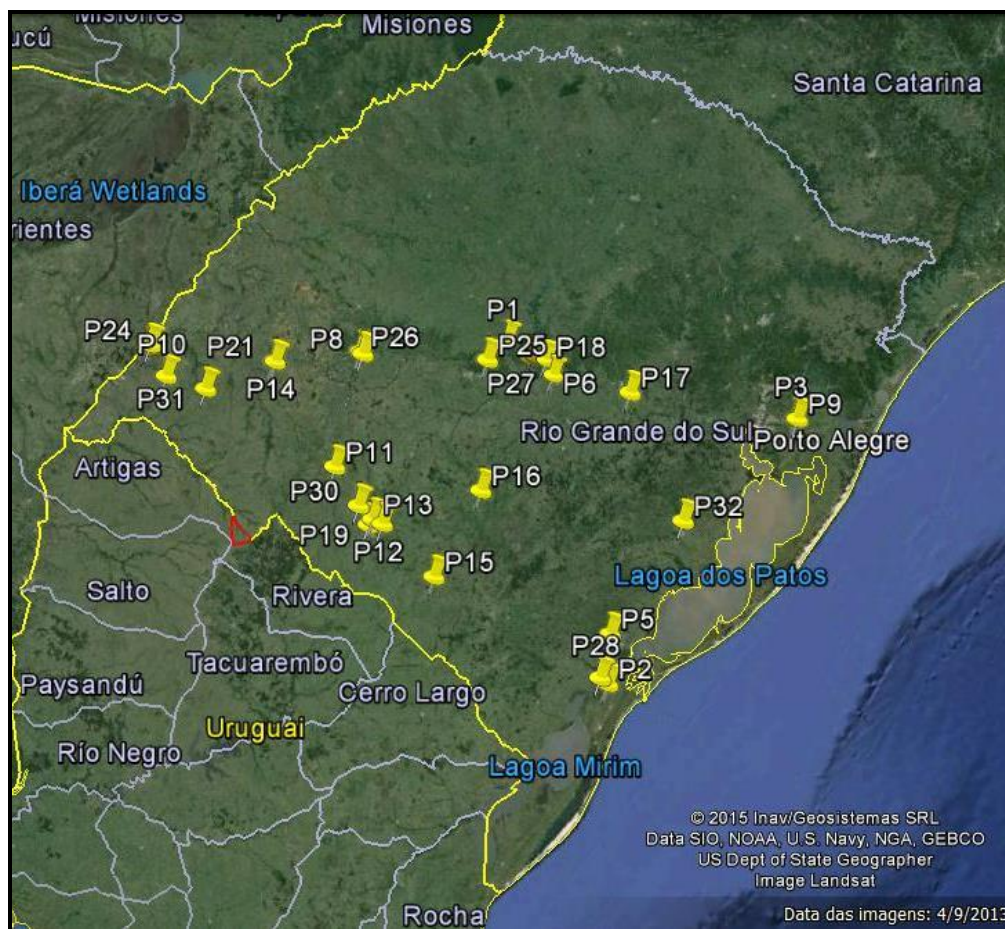 Misiones
Misiones
ucú
Santa Catarina
Iberá Wetlands
rientes
P24
P10
P21
P8
P26
P1
P25
P18
P31
P14
P27
P6
P17
P3
P9
Rio Grande do Sul
Porto Alegre
Artigas
P11
P16
P30
P13
P32
P19
P12
P15
Lagoa dos Patos
Salto
Rivera
P5
P28
P2
Tacuarembó
Paysandú
Cerro Largo
Uruguai
Río Negro
Lagoa Mirim
© 2015 Inav/Geosistemas SRL
Data SIO, NOAA, U.S. Navy, NGA, GEBCO
US Dept of State Geographer
Image Landsat
Rocha
Data das imagens: 4/9/2013